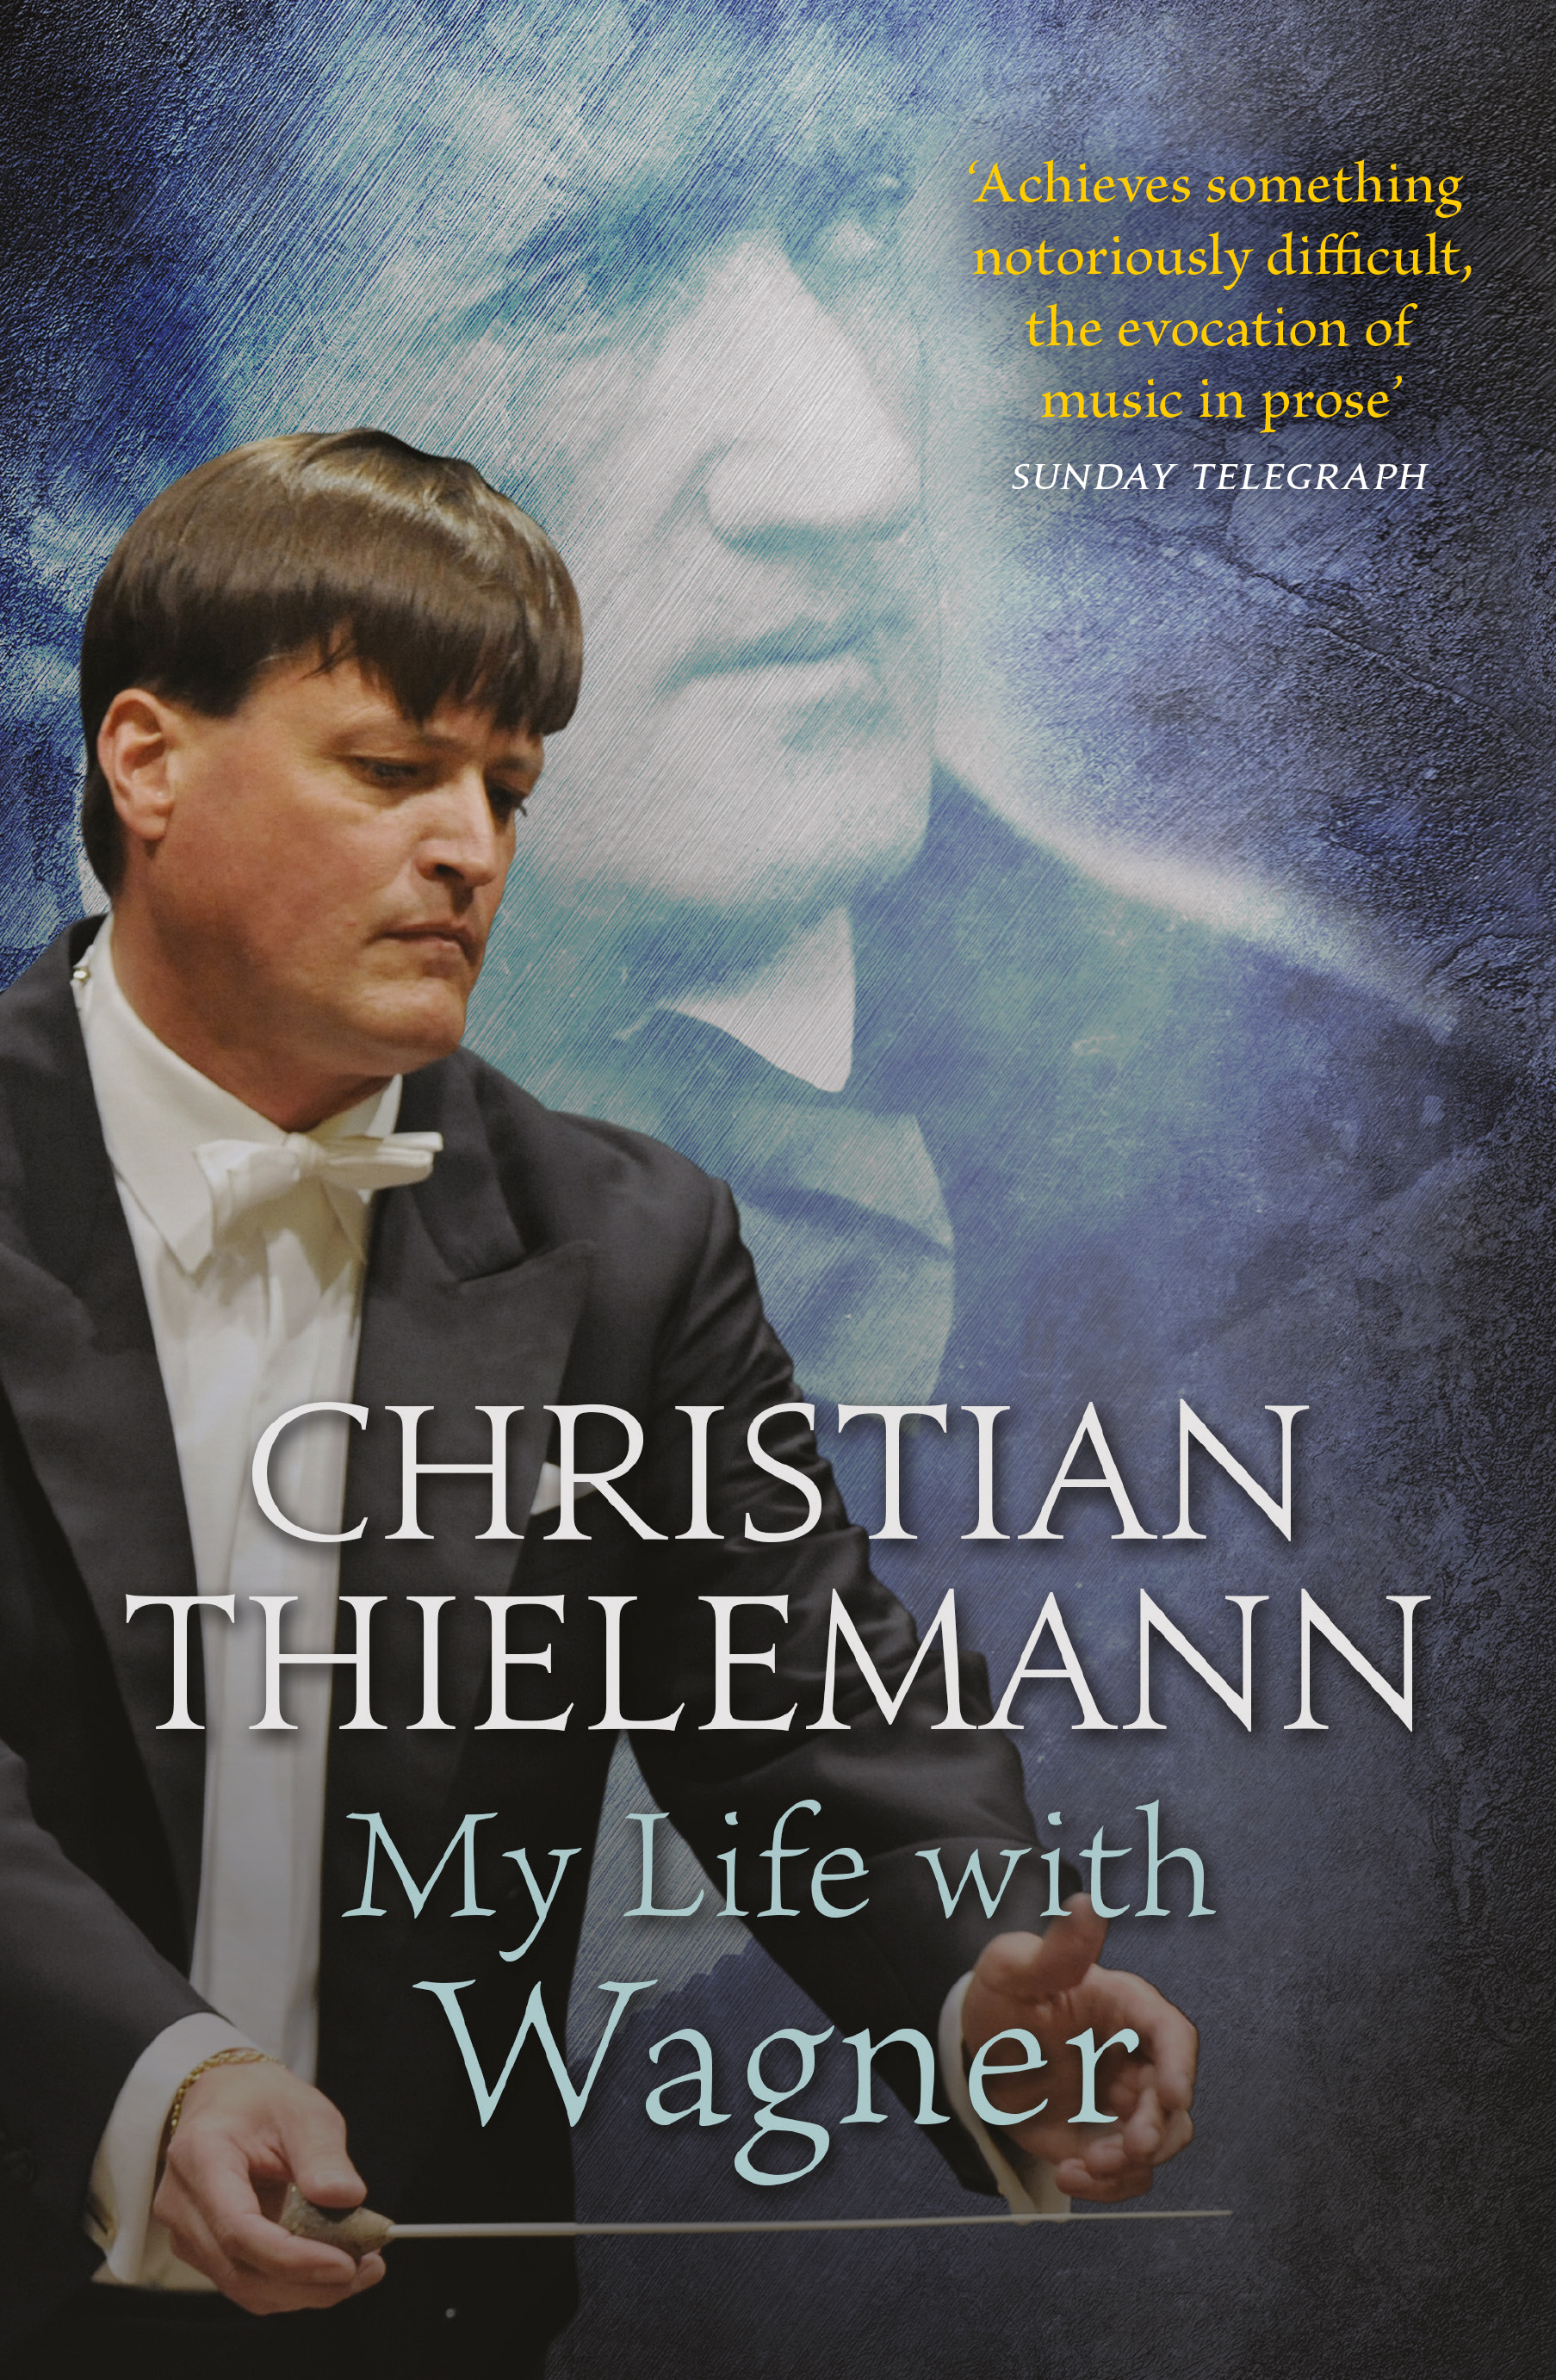 ‘Achieves something
notoriously difficult,
the evocation of
music in prose’
SUNDAY TELEGRAPH
CHRISTIAN
THIELEMANN
My Life with
Wagner